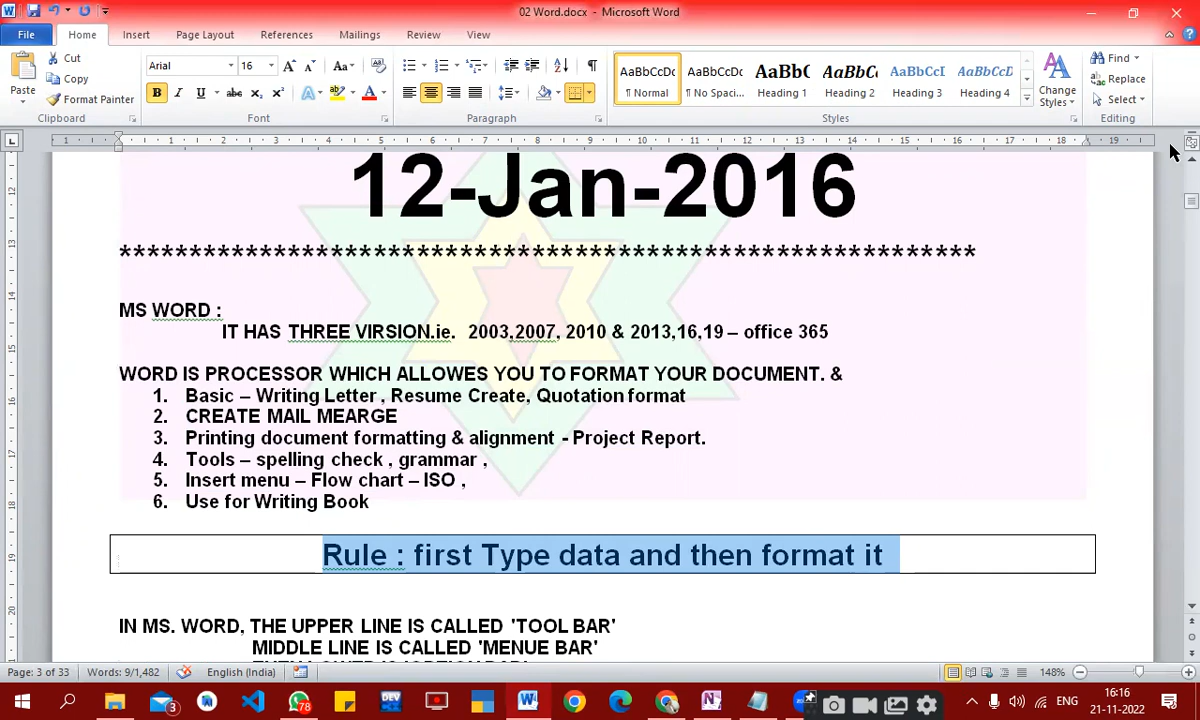 02 Word.docx - Microsoft Word
File Home Insert Page Layout References Mailings Review View
Cut
Copy
Format Painter
Paste
Clipboard
Arial 16
Font
Paragraph
AaBbCcDc AaBbCcDc AaBbC AaBbC AaBbCcI AaBbCcI
¶ Normal ¶ No Spaci... Heading 1 Heading 2 Heading 3 Heading 4
Change Styles
Styles
Find
Replace
Select
Editing
12-Jan-2016
*************************************************************
MS WORD :
IT HAS THREE VIRSION.ie. 2003,2007, 2010 & 2013,16,19 – office 365
WORD IS PROCESSOR WHICH ALLOWES YOU TO FORMAT YOUR DOCUMENT. &
1. Basic – Writing Letter , Resume Create, Quotation format
2. CREATE MAIL MEARGE
3. Printing document formatting & alignment - Project Report.
4. Tools – spelling check , grammar ,
5. Insert menu – Flow chart – ISO ,
6. Use for Writing Book
Rule : first Type data and then format it
IN MS. WORD, THE UPPER LINE IS CALLED 'TOOL BAR'
MIDDLE LINE IS CALLED 'MENUE BAR'
Page: 3 of 33 Words: 9/1,482 English (India) 148%
ENG 16:16
21-11-2022